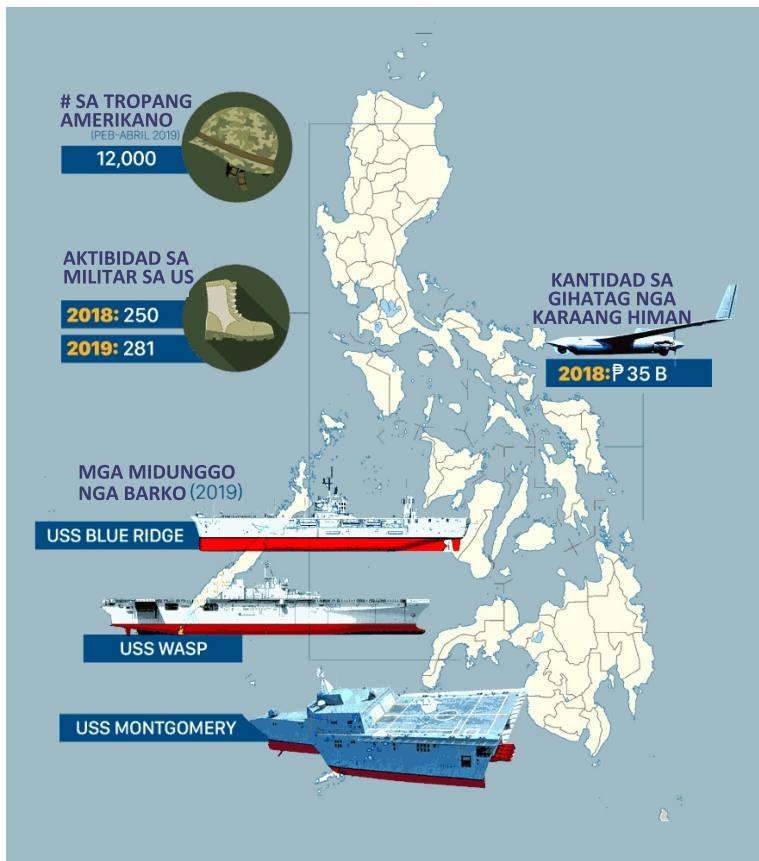 # SA TROPANG
AMERIKANO
(PEB-ABRIL 2019)
12,000
AKTIBIDAD SA
MILITAR SA US
2018: 250
2019: 281
KANTIDAD SA
GIHATAG NGA
KARAANG HIMAN
2018:₱ 35 B
MGA MIDUNGGO
NGA BARKO (2019)
USS BLUE RIDGE
USS WASP
USS MONTGOMERY